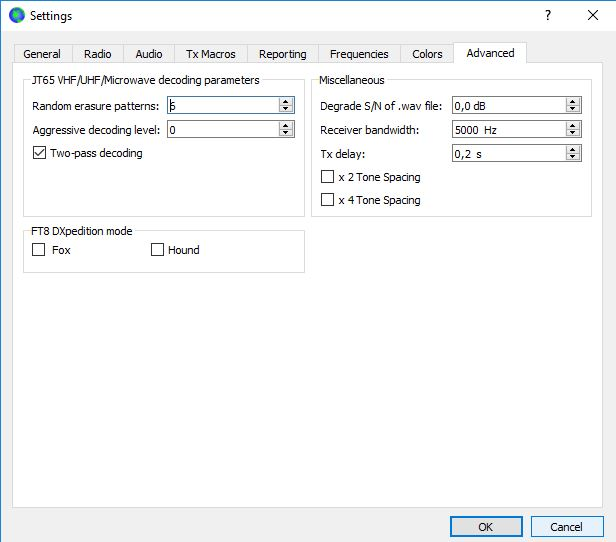 Settings
?
General Radio Audio Tx Macros Reporting Frequencies Colors Advanced
JT65 VHF/UHF/Microwave decoding parameters
Random erasure patterns: 6
Aggressive decoding level: 0
Two-pass decoding
Miscellaneous
Degrade S/N of .wav file: 0,0 dB
Receiver bandwidth: 5000 Hz
Tx delay: 0,2 s
x 2 Tone Spacing
x 4 Tone Spacing
FT8 DXpedition mode
Fox Hound
OK Cancel